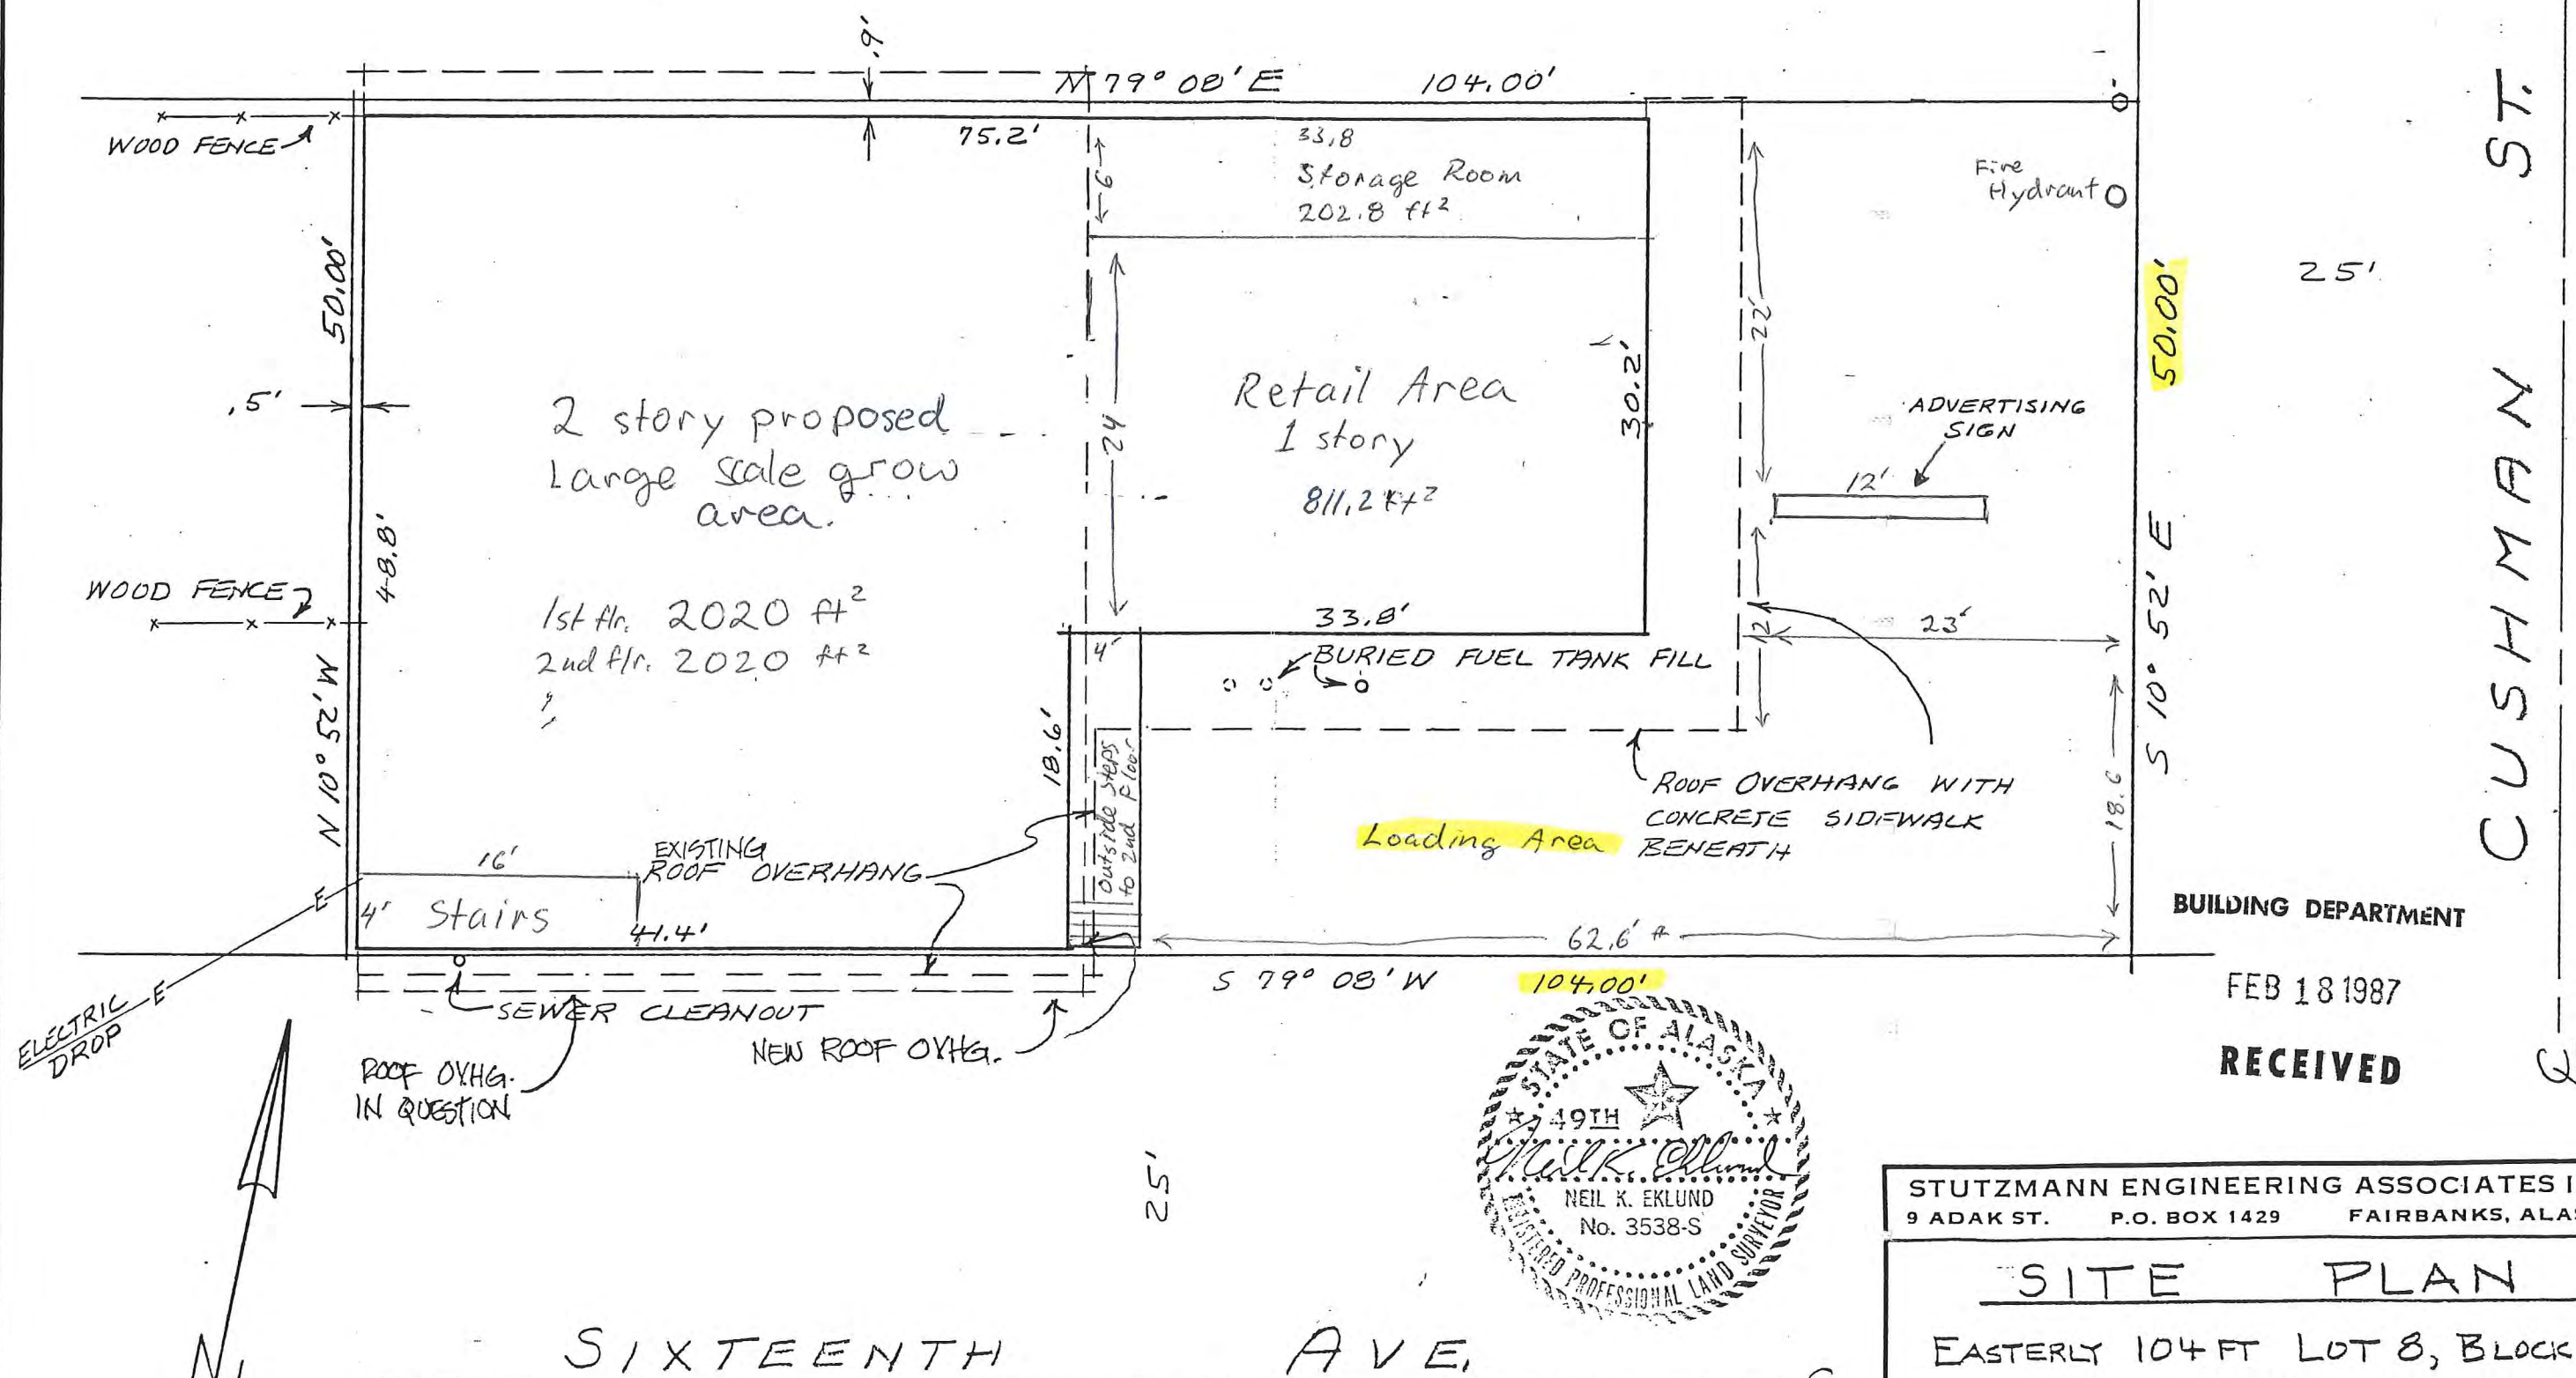 .9'
N 79° 08' E 104.00'
WOOD FENCE
75.2'
33.8
Storage Room
202.8 ft²
6
Fire
Hydrant
CUSHMAN ST.
50.00'
50.00'
25'
.5'
2 story proposed
Large scale grow
area.
1st flr. 2020 ft²
2nd flr. 2020 ft²
24
Retail Area
1 story
811.2 ft²
30.2'
22'
ADVERTISING
SIGN
12'
48.8'
WOOD FENCE
33.8'
4'
BURIED FUEL TANK FILL
12'
23'
N 10° 52' W
S 10° 52' E
18.6'
Outside Steps
to 2nd Floor
18.6
ROOF OVERHANG WITH
CONCRETE SIDEWALK
BENEATH
Loading Area
EXISTING
ROOF OVERHANG
16'
4' Stairs
41.4'
62.6' ft
E
E
ELECTRIC
DROP
S 79° 08' W 104.00'
SEWER CLEANOUT
NEW ROOF OVHG.
ROOF OVHG.
IN QUESTION
BUILDING DEPARTMENT
FEB 18 1987
RECEIVED
STATE OF ALASKA
49TH
Neil K. Eklund
NEIL K. EKLUND
No. 3538-S
REGISTERED PROFESSIONAL LAND SURVEYOR
25'
N
SIXTEENTH AVE.
STUTZMANN ENGINEERING ASSOCIATES I
9 ADAK ST. P.O. BOX 1429 FAIRBANKS, ALAS
SITE PLAN
EASTERLY 104 FT LOT 8, BLOCK